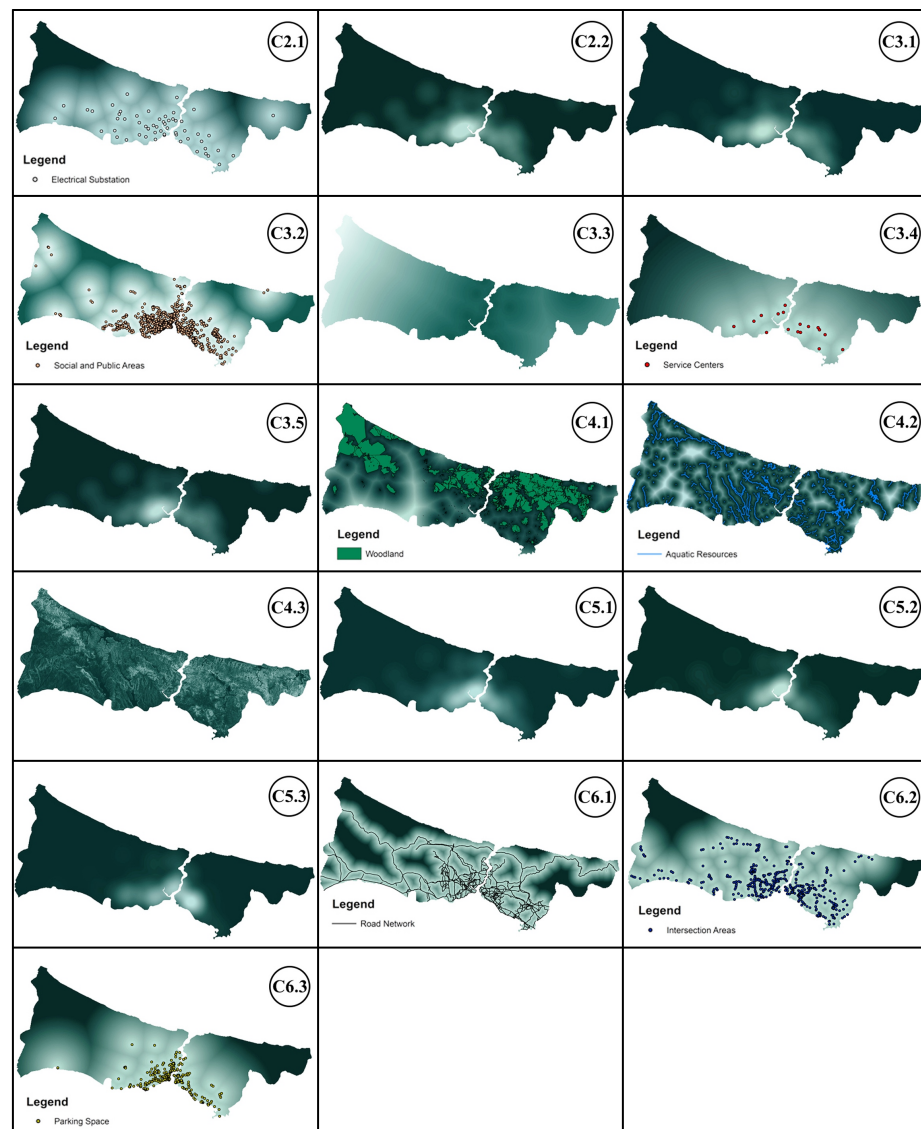 C2.1
Legend
Electrical Substation
C2.2
C3.1
C3.2
Legend
Social and Public Areas
C3.3
C3.4
Legend
Service Centers
C3.5
C4.1
Legend
Woodland
C4.2
Legend
Aquatic Resources
C4.3
C5.1
C5.2
C5.3
C6.1
Legend
Road Network
C6.2
Legend
Intersection Areas
C6.3
Legend
Parking Space